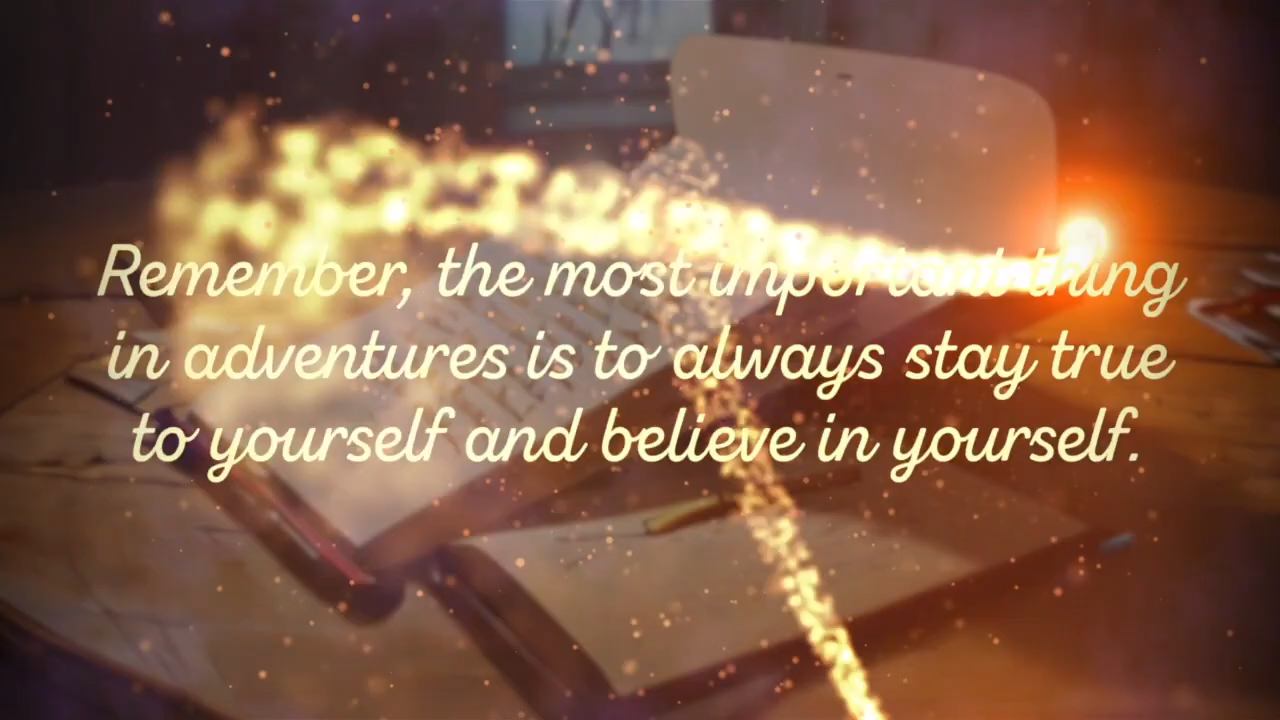 Remember, the most important thing
in adventures is to always stay true
to yourself and believe in yourself.